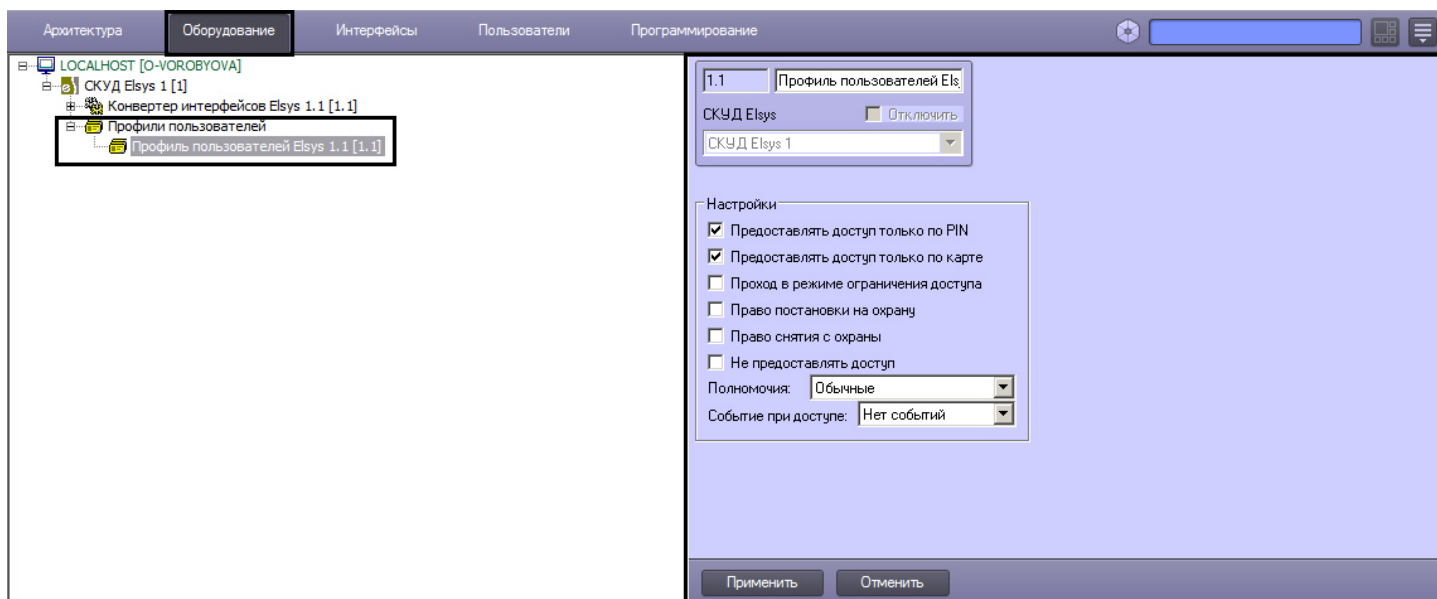 Архитектура Оборудование Интерфейсы Пользователи Программирование
LOCALHOST [O-VOROBYOVA]
СКУД Elsys 1 [1]
Конвертер интерфейсов Elsys 1.1 [1.1]
Профили пользователей
Профиль пользователей Elsys 1.1 [1.1]
1.1 Профиль пользователей Els
СКУД Elsys Отключить
СКУД Elsys 1
Настройки
Предоставлять доступ только по PIN
Предоставлять доступ только по карте
Проход в режиме ограничения доступа
Право постановки на охрану
Право снятия с охраны
Не предоставлять доступ
Полномочия: Обычные
Событие при доступе: Нет событий
Применить Отменить